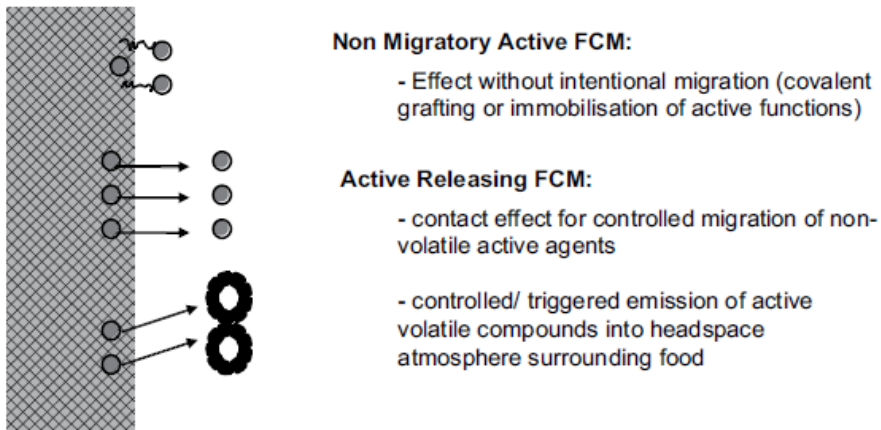 Non Migratory Active FCM:
- Effect without intentional migration (covalent
grafting or immobilisation of active functions)
Active Releasing FCM:
- contact effect for controlled migration of non-
volatile active agents
- controlled/ triggered emission of active
volatile compounds into headspace
atmosphere surrounding food